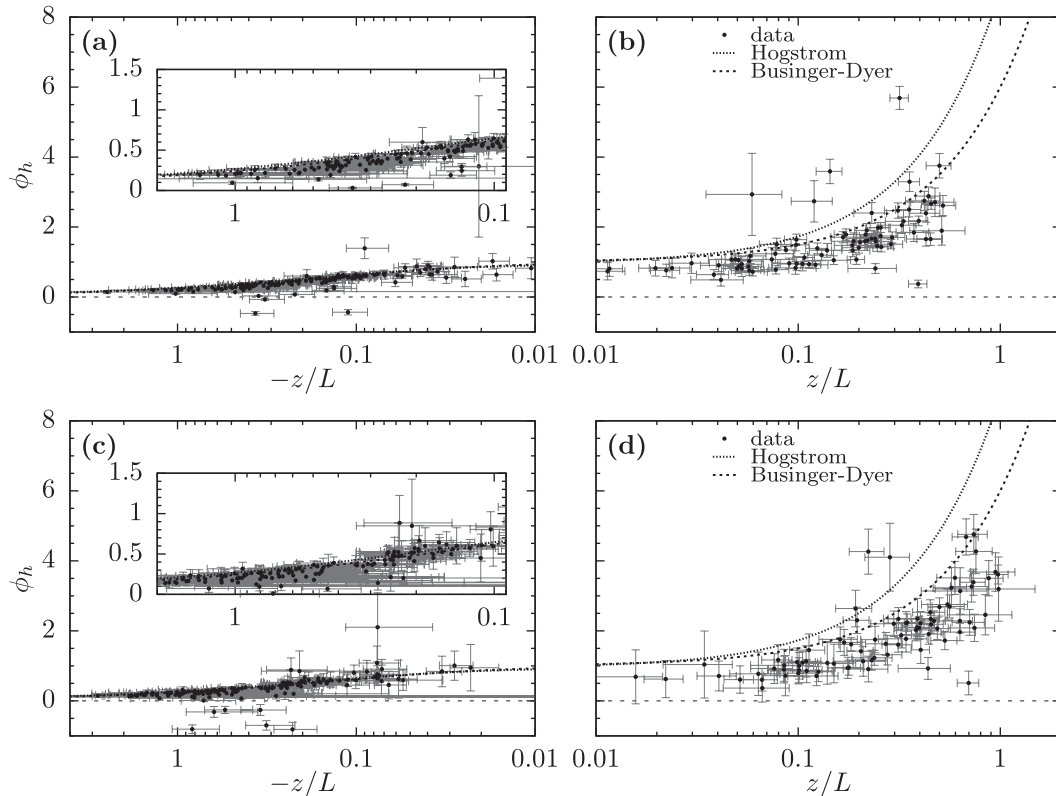 8
6
4
2
0
ϕh
(a)
1.5
1
0.5
0
1
0.1
1
0.1
0.01
−z/L
(b)
data
Hogstrom
Businger-Dyer
0.01
0.1
1
z/L
8
6
4
2
0
ϕh
(c)
1.5
1
0.5
0
1
0.1
1
0.1
0.01
−z/L
(d)
data
Hogstrom
Businger-Dyer
0.01
0.1
1
z/L